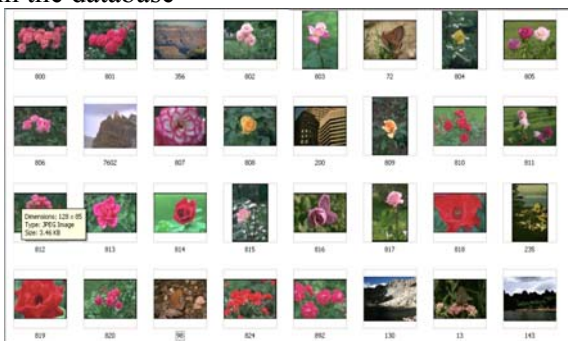 m the database
800 801 356 802 803 72 804 805
806 7602 807 808 200 809 810 811
Dimensions: 128 x 85
Type: JPEG Image
Size: 3.46 KB
812 813 814 815 816 817 818 235
819 820 98 824 892 130 13 143